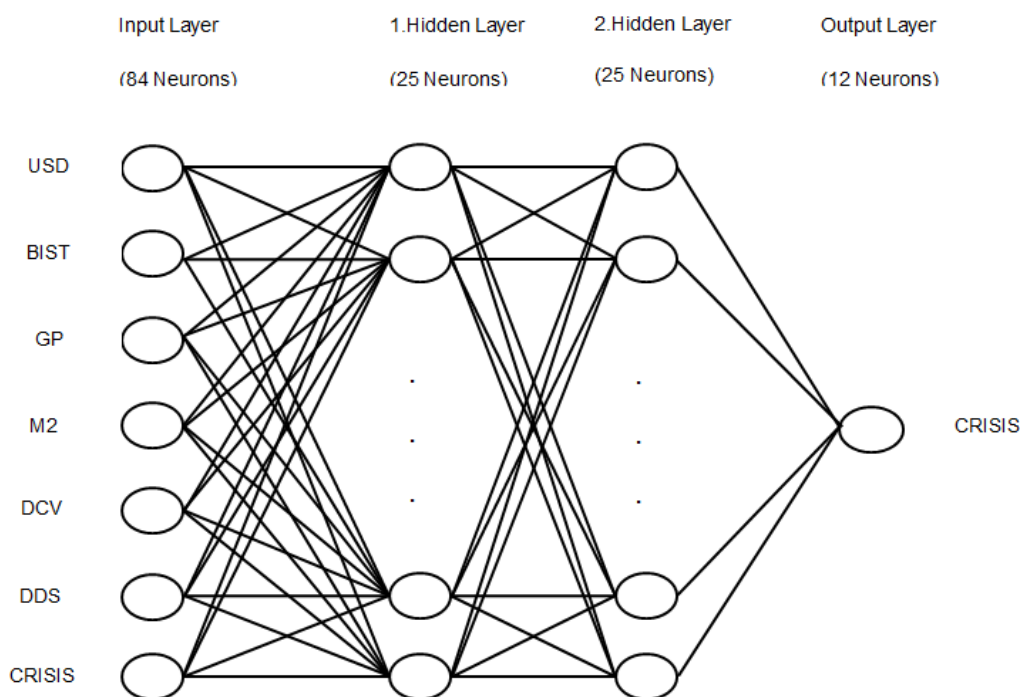 Input Layer
1.Hidden Layer
2.Hidden Layer
Output Layer
(84 Neurons)
(25 Neurons)
(25 Neurons)
(12 Neurons)
USD
BIST
GP
M2
DCV
DDS
CRISIS
CRISIS